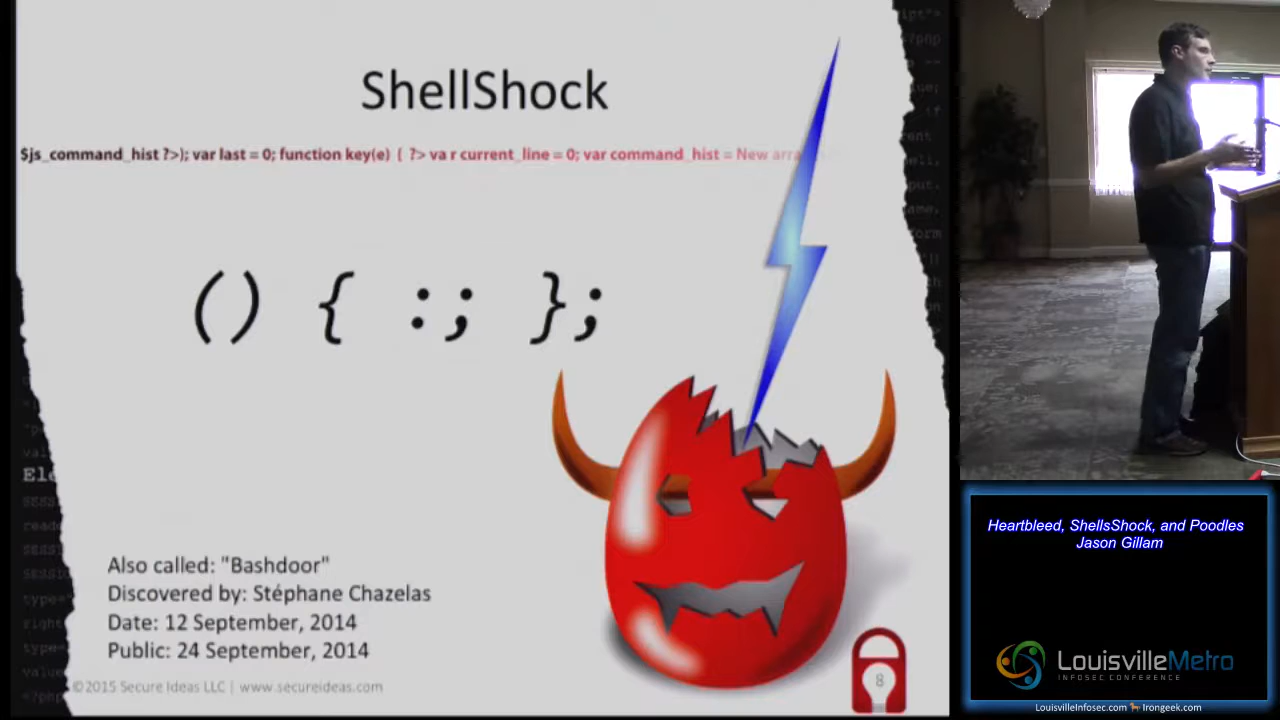 ShellShock
$js_command_hist ?>); var last = 0; function key(e) { ?> va r current_line = 0; var command_hist = New arra
() { :; };
Also called: "Bashdoor"
Discovered by: Stéphane Chazelas
Date: 12 September, 2014
Public: 24 September, 2014
©2015 Secure Ideas LLC | www.secureideas.com
8
Heartbleed, ShellsShock, and Poodles
Jason Gillam
LouisvilleMetro
INFOSEC CONFERENCE
LouisvilleInfosec.com Irongeek.com